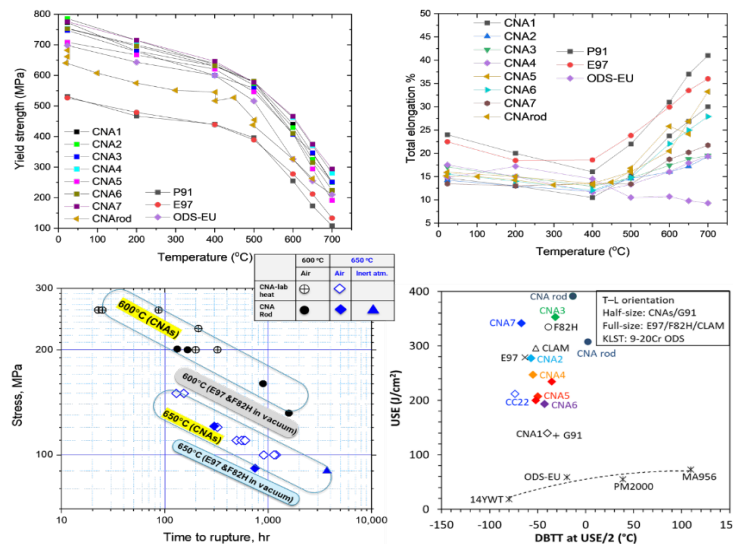 800
700
600
500
400
300
200
100
Yield strength (MPa)
CNA1
CNA2
CNA3
CNA4
CNA5
CNA6
CNA7
CNArod
P91
E97
ODS-EU
0 100 200 300 400 500 600 700
Temperature (°C)
45
40
35
30
25
20
15
10
5
Total elongation %
CNA1
CNA2
CNA3
CNA4
CNA5
CNA6
CNA7
CNArod
P91
E97
ODS-EU
0 100 200 300 400 500 600 700
Temperature (°C)
600 °C 650 °C
Air Air Inert atm.
CNA-lab heat
CNA Rod
300
200
100
Stress, MPa
600°C (CNAs)
600°C (E97 &F82H in vacuum)
650°C (CNAs)
650°C (E97 &F82H in vacuum)
10 100 1,000 10,000
Time to rupture, hr
400
300
200
100
0
USE (J/cm²)
T–L orientation
Half-size: CNAs/G91
Full-size: E97/F82H/CLAM
KLST: 9-20Cr ODS
CNA rod
CNA3
CNA7
F82H
CNA rod
CLAM
E97
CNA2
CNA4
CC22
CNA5
CNA6
CNA1
G91
ODS-EU
MA956
PM2000
14YWT
-150 -100 -50 0 50 100 150
DBTT at USE/2 (°C)